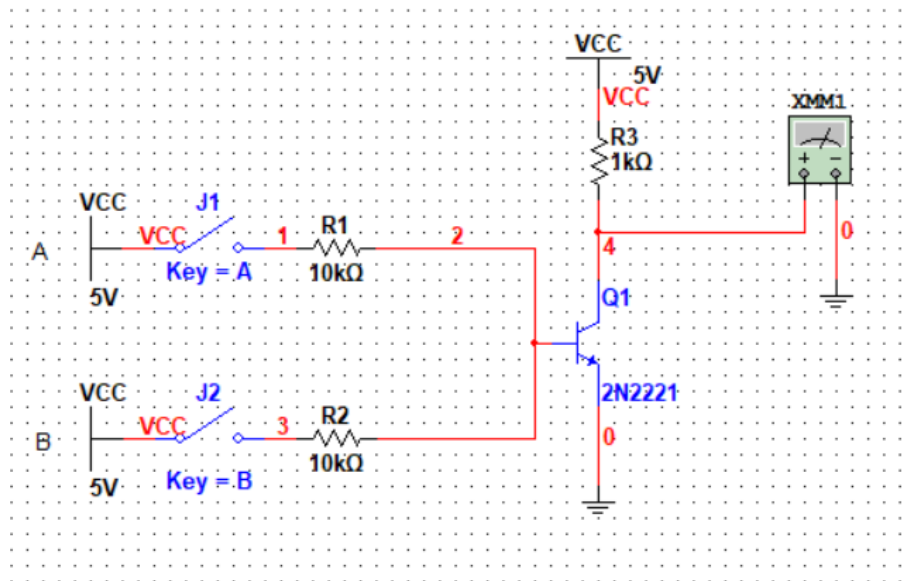 VCC
5V
VCC
XMM1
R3
1kΩ
+ −
VCC
J1
R1
A
VCC
1
2
4
0
Key = A
10kΩ
5V
Q1
VCC
J2
R2
2N2221
B
VCC
3
0
Key = B
10kΩ
5V